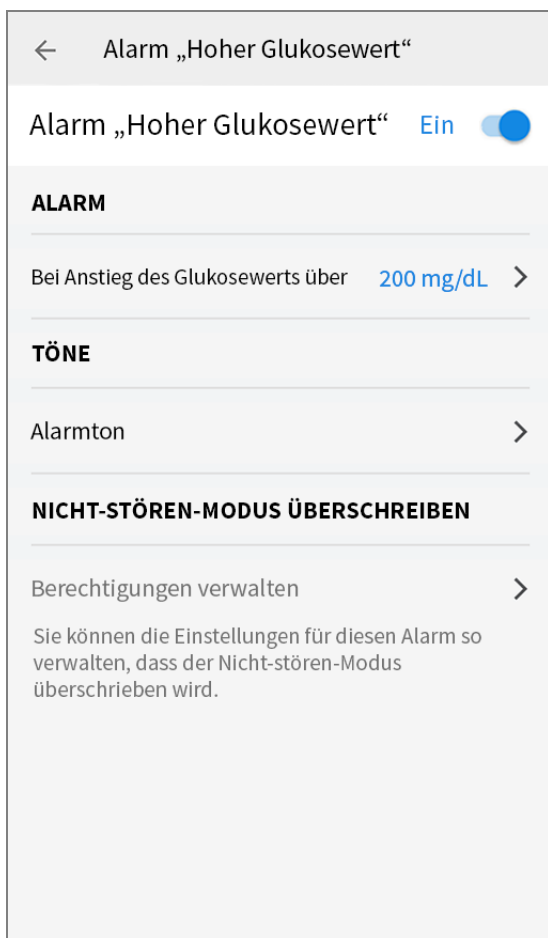 Alarm „Hoher Glukosewert“
Alarm „Hoher Glukosewert“ Ein
ALARM
Bei Anstieg des Glukosewerts über 200 mg/dL
TÖNE
Alarmton
NICHT-STÖREN-MODUS ÜBERSCHREIBEN
Berechtigungen verwalten
Sie können die Einstellungen für diesen Alarm so
verwalten, dass der Nicht-stören-Modus
überschrieben wird.